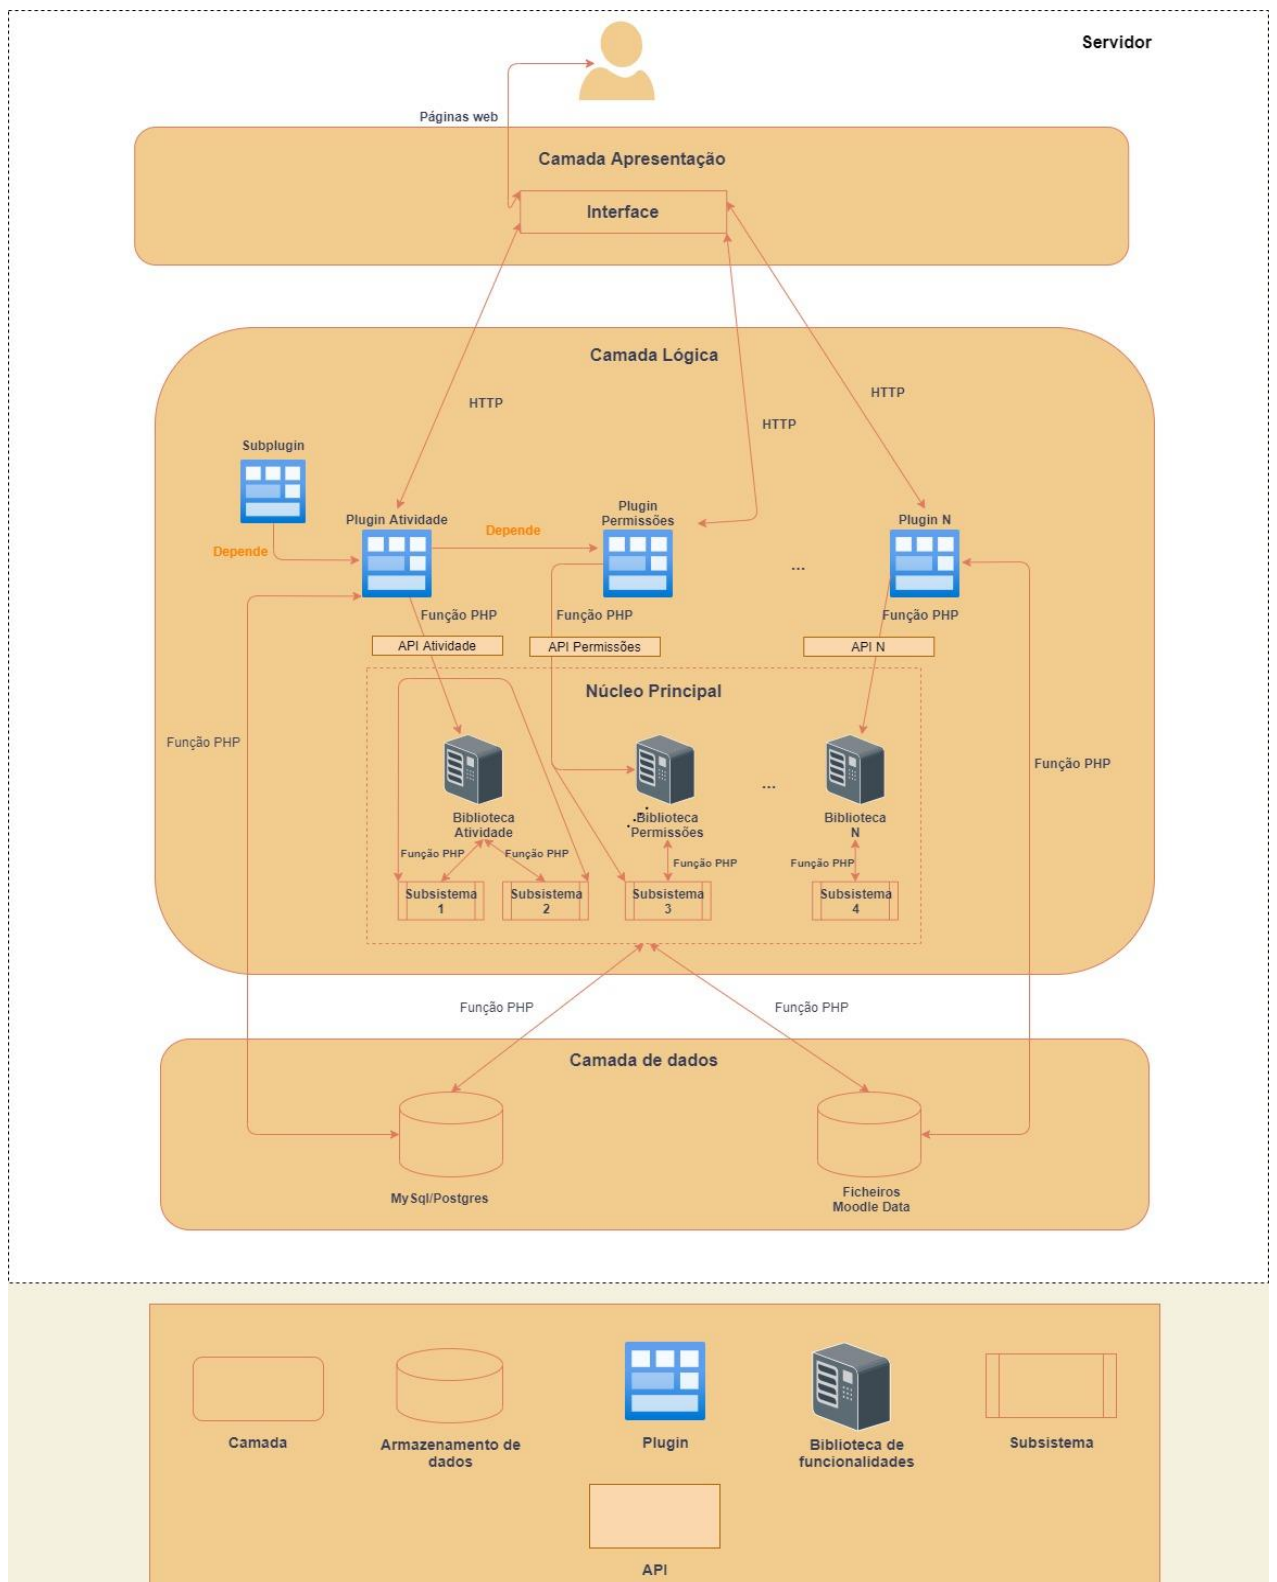 Servidor
Páginas web
Camada Apresentação
Interface
Camada Lógica
HTTP
HTTP
HTTP
Subplugin
Plugin Atividade
Plugin
Permissões
Plugin N
Depende
Depende
...
Função PHP
Função PHP
Função PHP
API Atividade
API Permissões
API N
Núcleo Principal
Função PHP
Função PHP
...
Biblioteca
Atividade
Biblioteca
Permissões
Biblioteca
N
Função PHP
Função PHP
Função PHP
Função PHP
Subsistema
1
Subsistema
2
Subsistema
3
Subsistema
4
Função PHP
Função PHP
Camada de dados
MySql/Postgres
Ficheiros
Moodle Data
Camada
Armazenamento de
dados
Plugin
Biblioteca de
funcionalidades
Subsistema
API